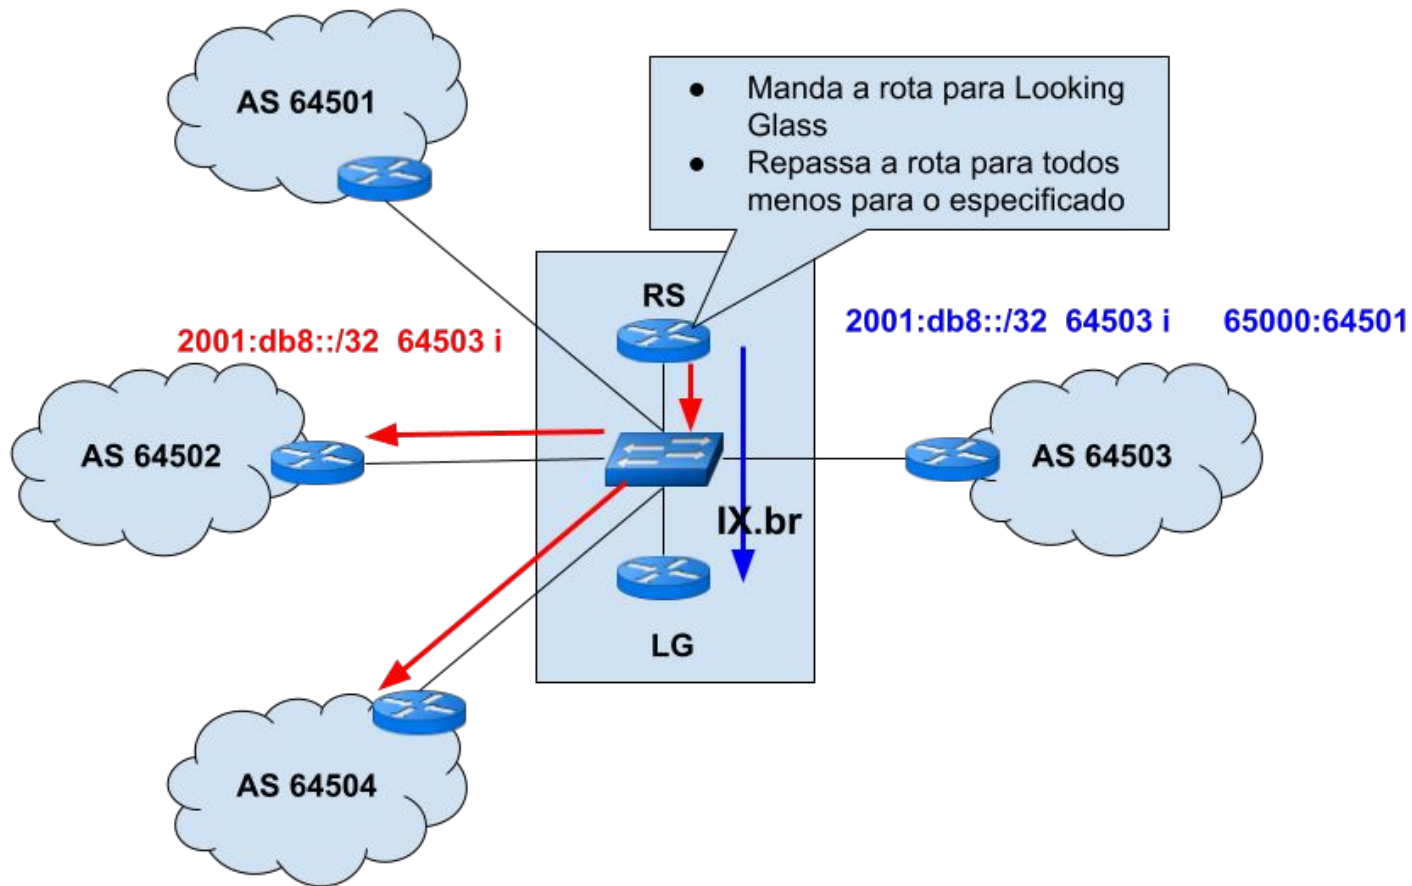 AS 64501
● Manda a rota para Looking
Glass
● Repassa a rota para todos
menos para o especificado
RS
2001:db8::/32 64503 i
2001:db8::/32 64503 i 65000:64501
AS 64502
AS 64503
IX.br
LG
AS 64504